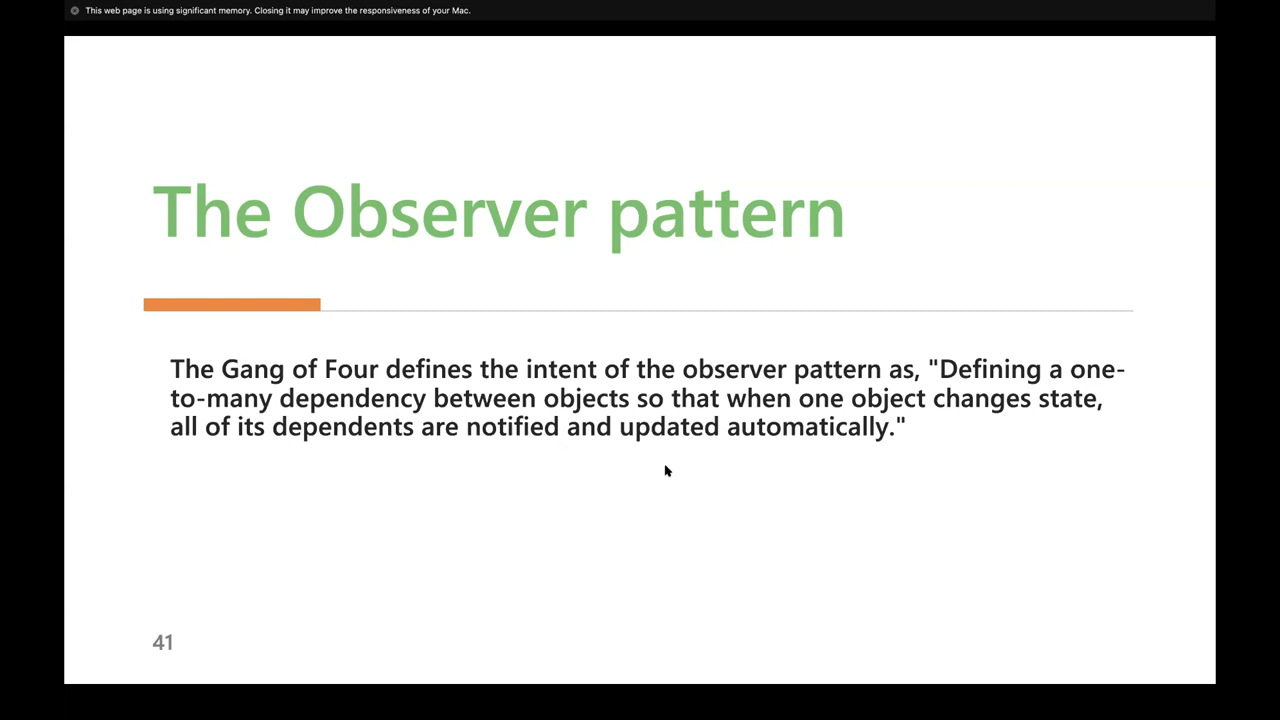 This web page is using significant memory. Closing it may improve the responsiveness of your Mac.
The Observer pattern
The Gang of Four defines the intent of the observer pattern as, "Defining a one-
to-many dependency between objects so that when one object changes state,
all of its dependents are notified and updated automatically."
41